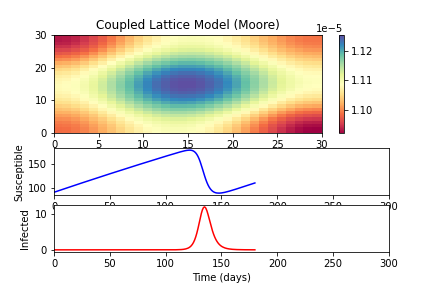 Coupled Lattice Model (Moore)
1e−5
30
20
10
0
0 5 10 15 20 25 30
1.12
1.11
1.10
Susceptible
150
100
0 50 100 150 200 250 300
Infected
10
0
0 50 100 150 200 250 300
Time (days)